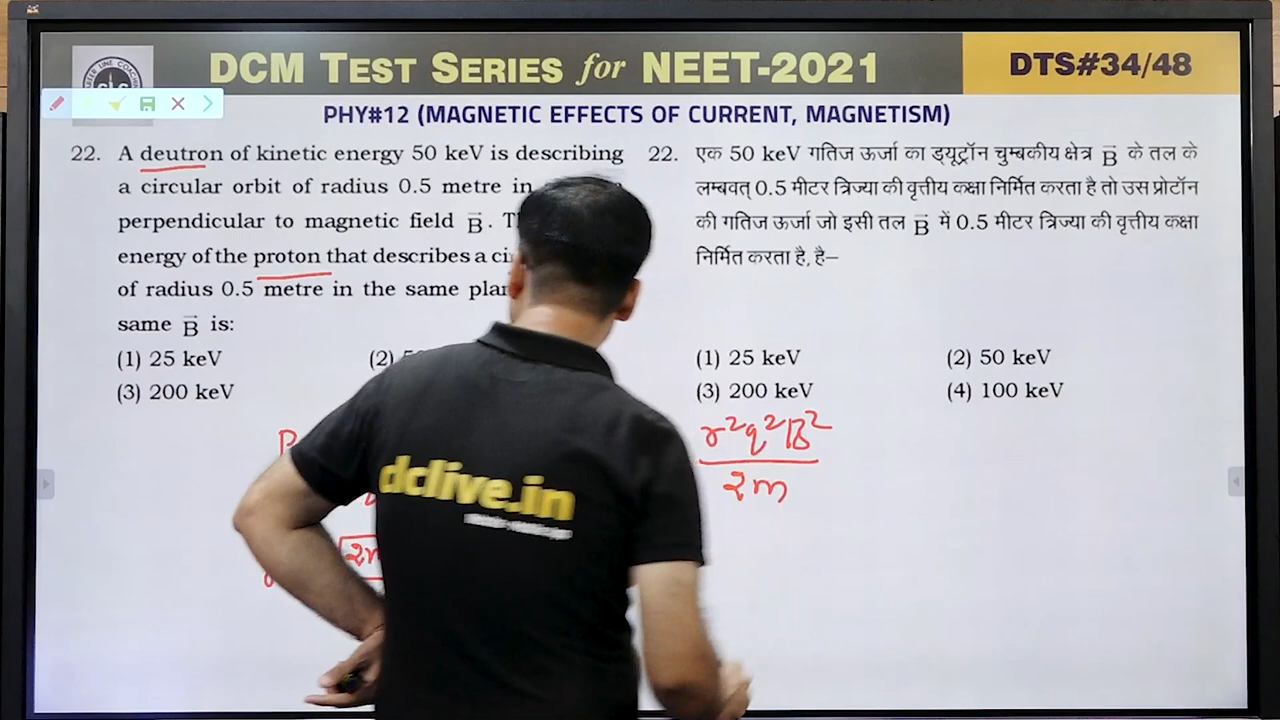 DCM TEST SERIES for NEET-2021
DTS#34/48
PHY#12 (MAGNETIC EFFECTS OF CURRENT, MAGNETISM)
22. A deutron of kinetic energy 50 keV is describing
a circular orbit of radius 0.5 metre in
perpendicular to magnetic field B⃗.
energy of the proton that describes a
of radius 0.5 metre in the same
same B⃗ is:
(1) 25 keV (2)
(3) 200 keV
22. एक 50 keV गतिज ऊर्जा का ड्यूट्रॉन चुम्बकीय क्षेत्र B⃗ के तल के
लम्बवत् 0.5 मीटर त्रिज्या की वृत्तीय कक्षा निर्मित करता है तो उस प्रोटॉन
की गतिज ऊर्जा जो इसी तल B⃗ में 0.5 मीटर त्रिज्या की वृत्तीय कक्षा
निर्मित करता है, है–
(1) 25 keV (2) 50 keV
(3) 200 keV (4) 100 keV
r²q²B²
2m
dclive.in